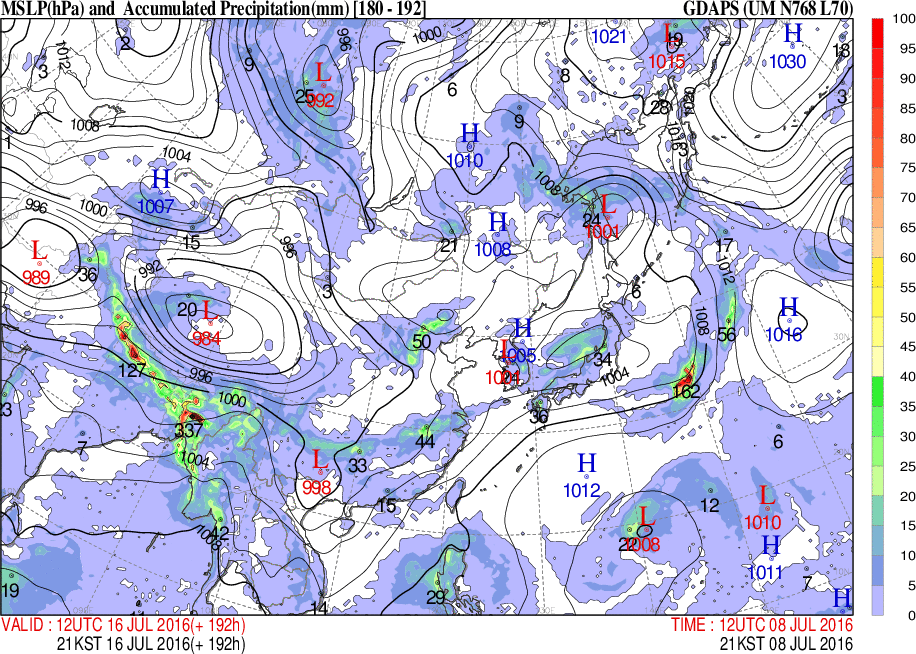 MSLP(hPa) and Accumulated Precipitation(mm) [180 - 192] GDAPS (UM N768 L70)
996 1000 L 19 1021 H 100
2 1012 3 9 L 1015 1030 18 95
25 992 8 90
6 28 1020 3 85
1008 9 1016 80
1 H 75
1004 1010
H 1008 L 70
996 1000 1007 24 1001 65
15 H 17
L 996 21 1008 1012 60
989 36 992 3 6 55
20 L 984 H 1008 56 H 1016 50
50 L 1005 30N 45
127 996 34 1004 162 40
1000 36 35
337 7 44 6 30
1004 L 33 H 25
998 1012 L 20
15 12 1010 15
42 L 1008 H 10
19 1011 7 5
14 29 H 0
VALID : 12UTC 16 JUL 2016(+ 192h) TIME : 12UTC 08 JUL 2016
21KST 16 JUL 2016(+ 192h) 21KST 08 JUL 2016